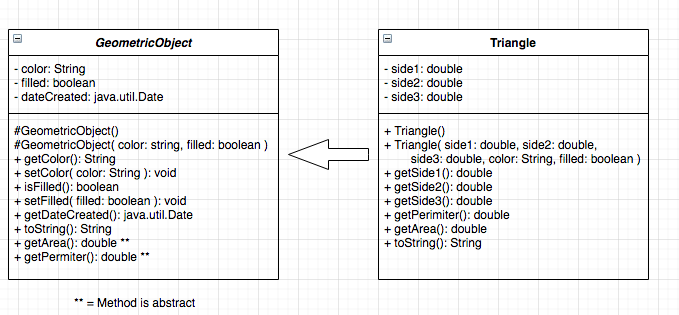 GeometricObject
- color: String
- filled: boolean
- dateCreated: java.util.Date
#GeometricObject()
#GeometricObject( color: string, filled: boolean )
+ getColor(): String
+ setColor( color: String ): void
+ isFilled(): boolean
+ setFilled( filled: boolean ): void
+ getDateCreated(): java.util.Date
+ toString(): String
+ getArea(): double **
+ getPermiter(): double **
** = Method is abstract
Triangle
- side1: double
- side2: double
- side3: double
+ Triangle()
+ Triangle( side1: double, side2: double,
side3: double, color: String, filled: boolean )
+ getSide1(): double
+ getSide2(): double
+ getSide3(): double
+ getPerimiter(): double
+ getArea(): double
+ toString(): String